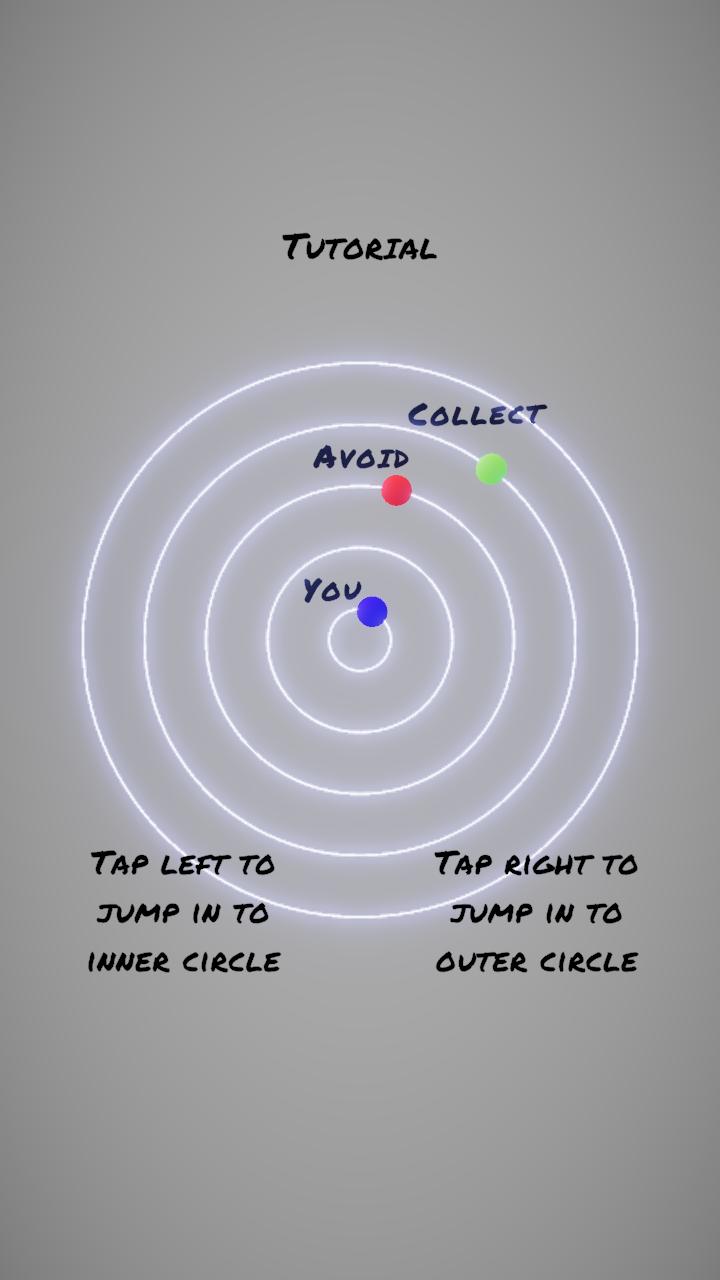 Tutorial
Collect
Avoid
You
Tap left to
jump in to
inner circle
Tap right to
jump in to
outer circle